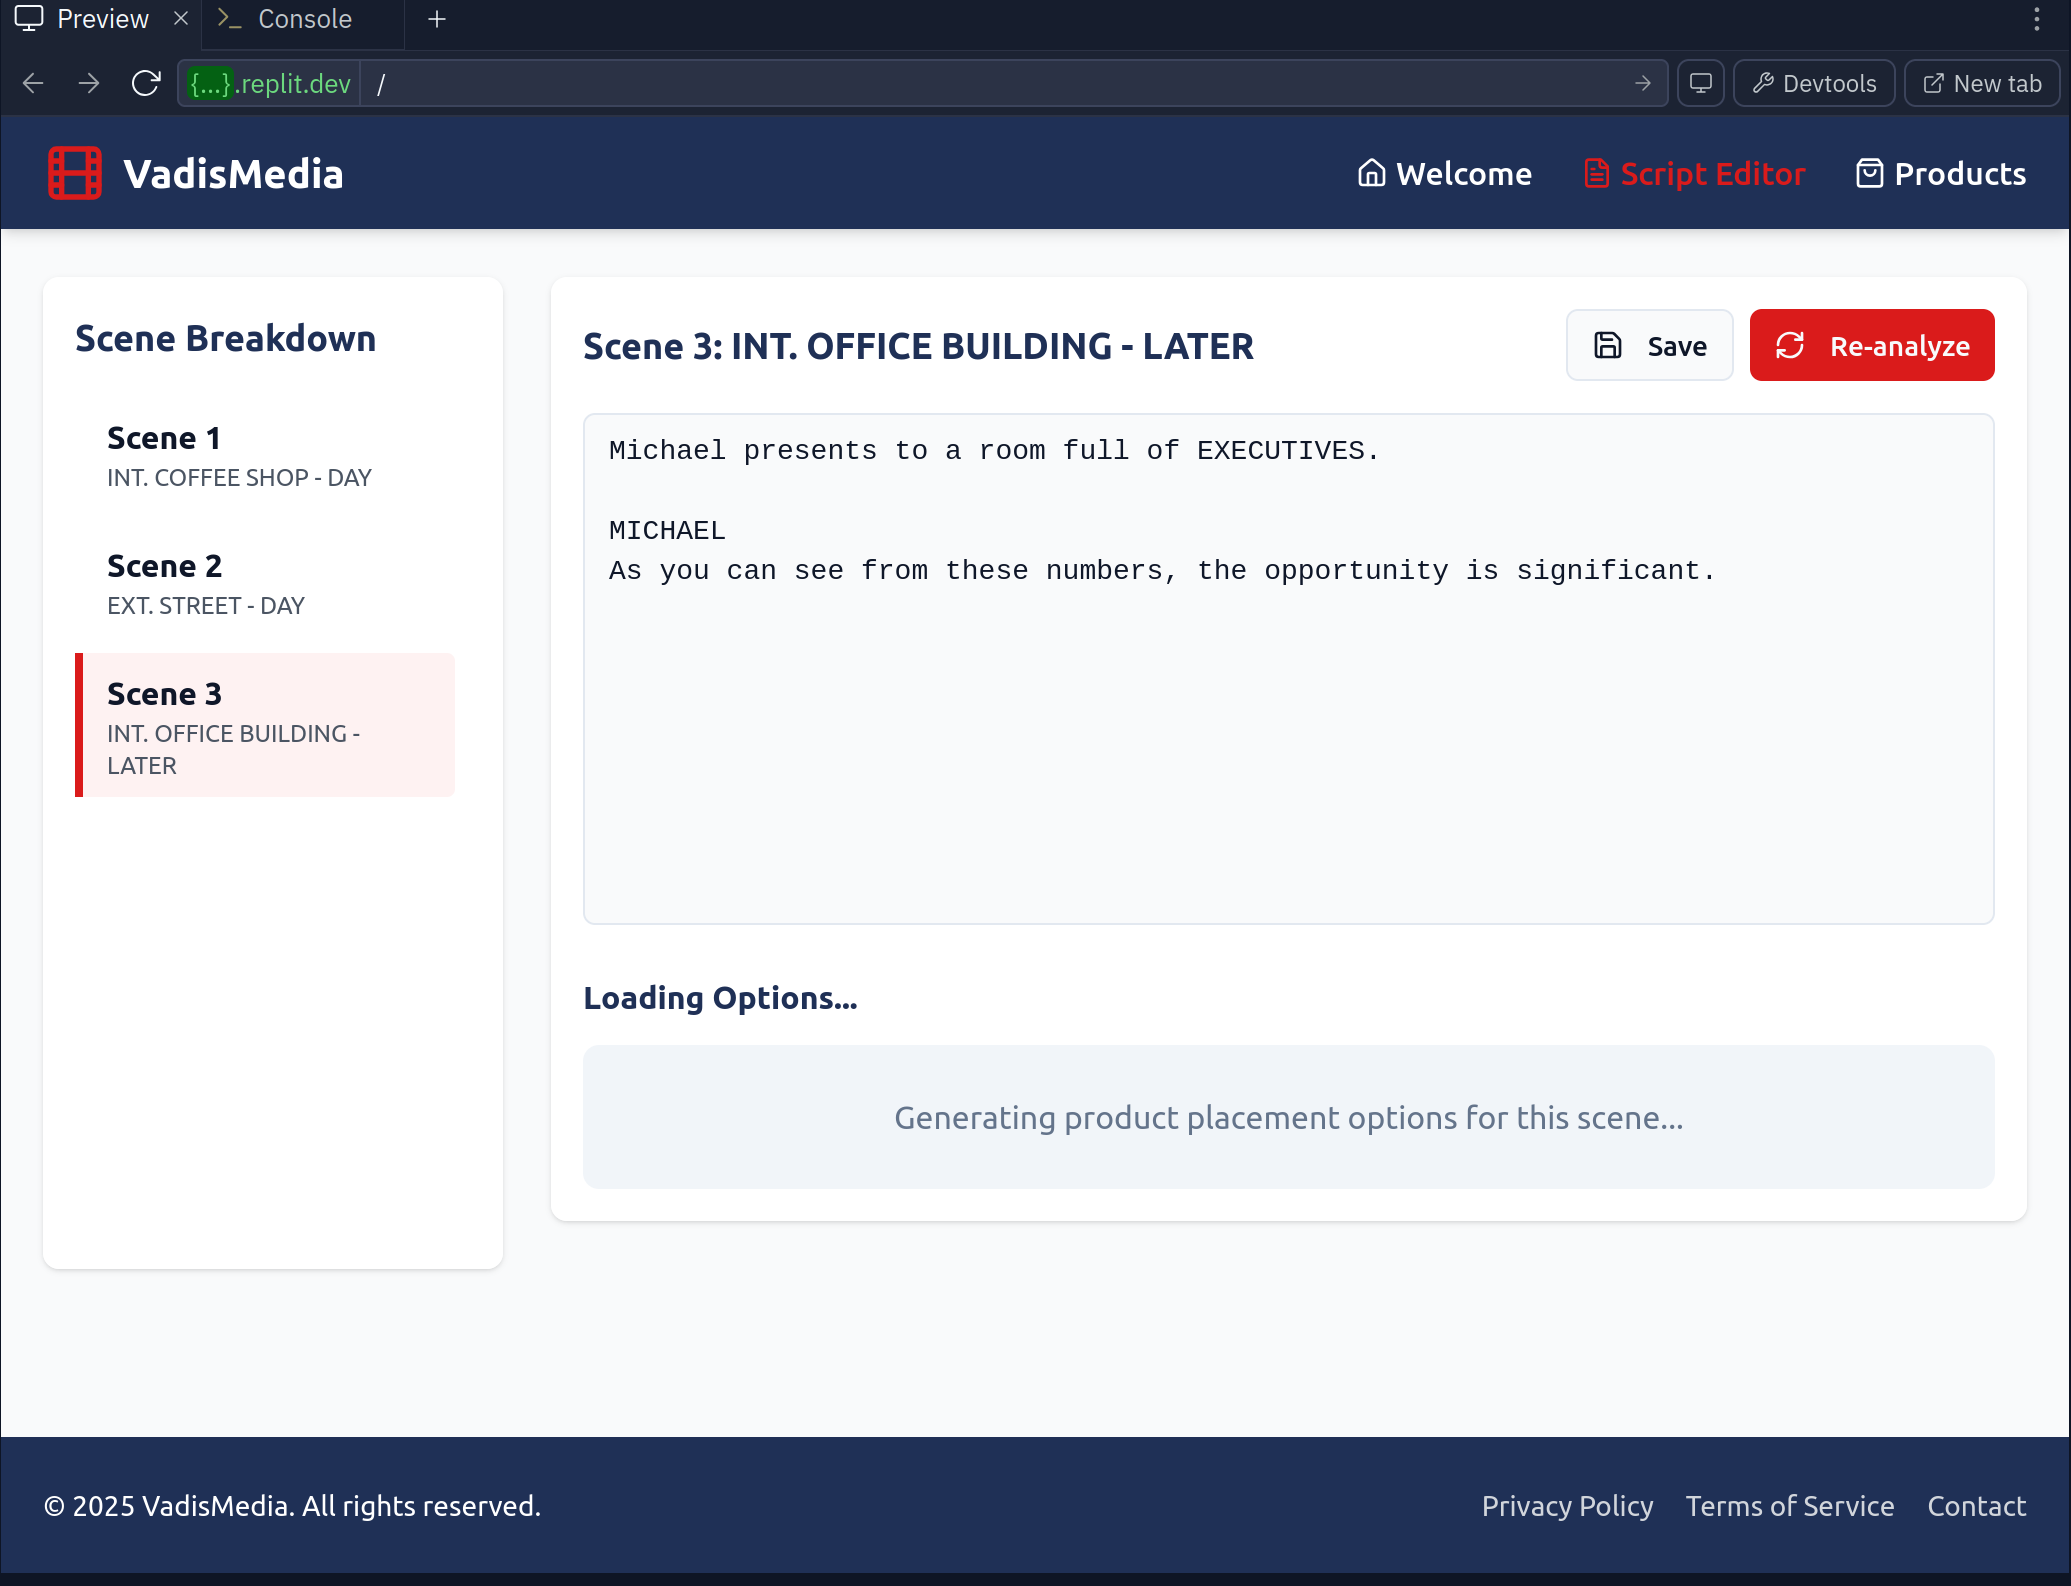 Preview
Console
{...}.replit.dev /
Devtools
New tab
VadisMedia
Welcome
Script Editor
Products
Scene Breakdown
Scene 1
INT. COFFEE SHOP - DAY
Scene 2
EXT. STREET - DAY
Scene 3
INT. OFFICE BUILDING -
LATER
Scene 3: INT. OFFICE BUILDING - LATER
Save
Re-analyze
Michael presents to a room full of EXECUTIVES.
MICHAEL
As you can see from these numbers, the opportunity is significant.
Loading Options...
Generating product placement options for this scene...
© 2025 VadisMedia. All rights reserved.
Privacy Policy
Terms of Service
Contact